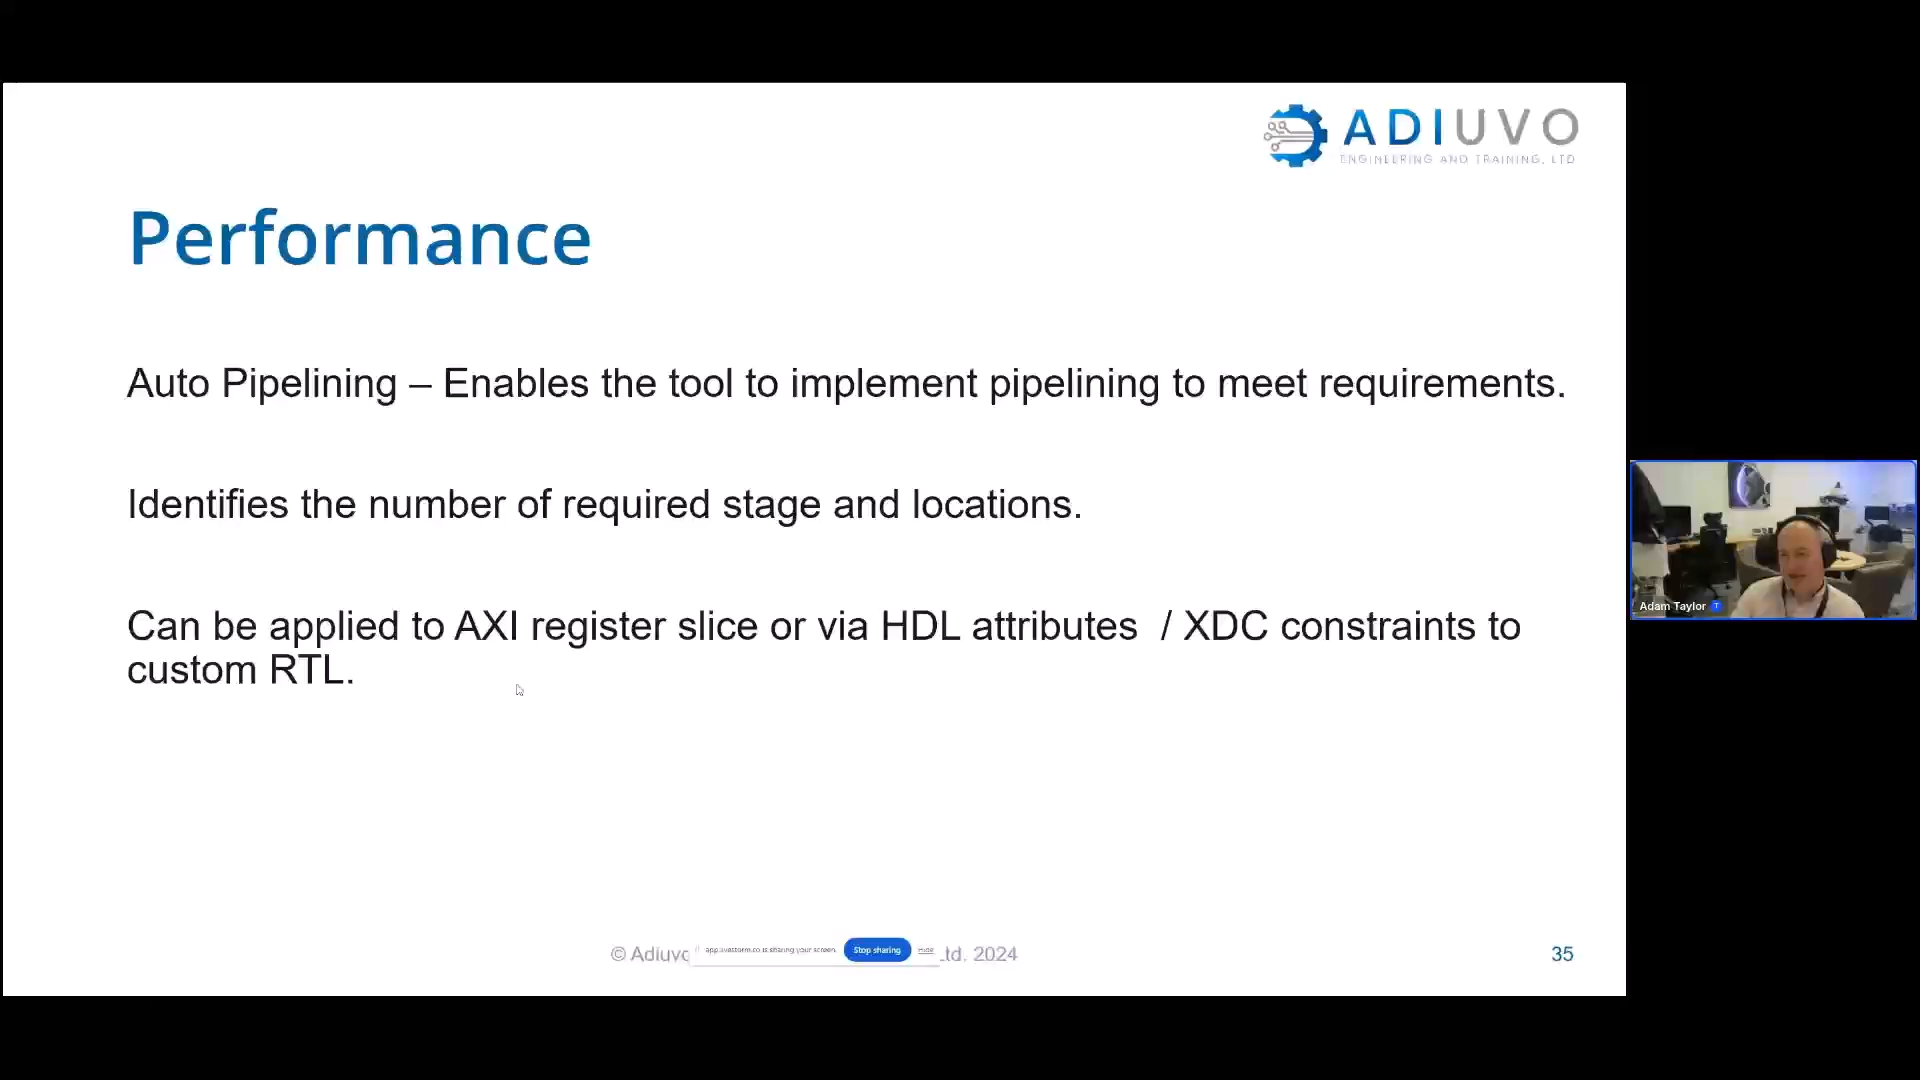 ADIUVO
ENGINEERING AND TRAINING, LTD
Performance
Auto Pipelining – Enables the tool to implement pipelining to meet requirements.
Identifies the number of required stage and locations.
Can be applied to AXI register slice or via HDL attributes / XDC constraints to
custom RTL.
Adam Taylor T
© Adiuvo
app.livestorm.co is sharing your screen. Stop sharing Hide
Ltd. 2024
35